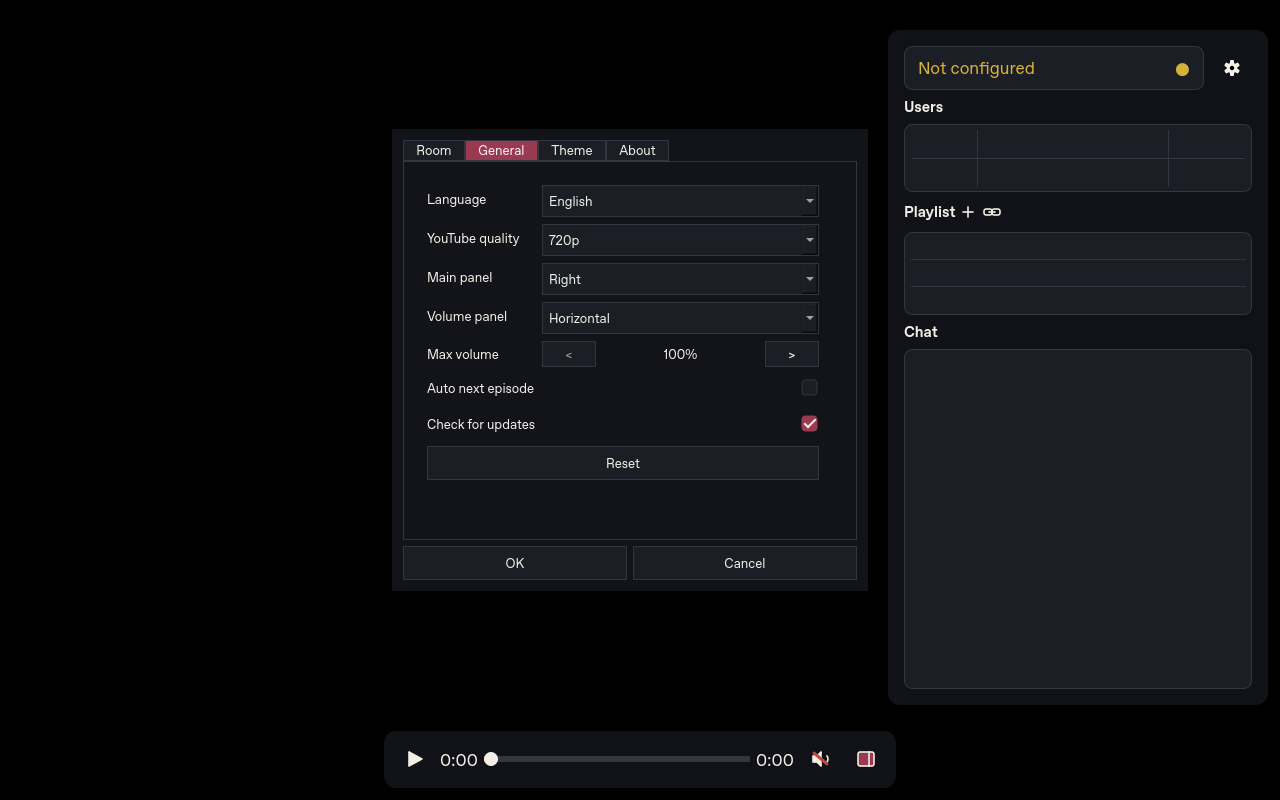 Not configured
Users
Playlist
Chat
Room General Theme About
Language English
YouTube quality 720p
Main panel Right
Volume panel Horizontal
Max volume < 100% >
Auto next episode
Check for updates
Reset
OK Cancel
0:00 0:00